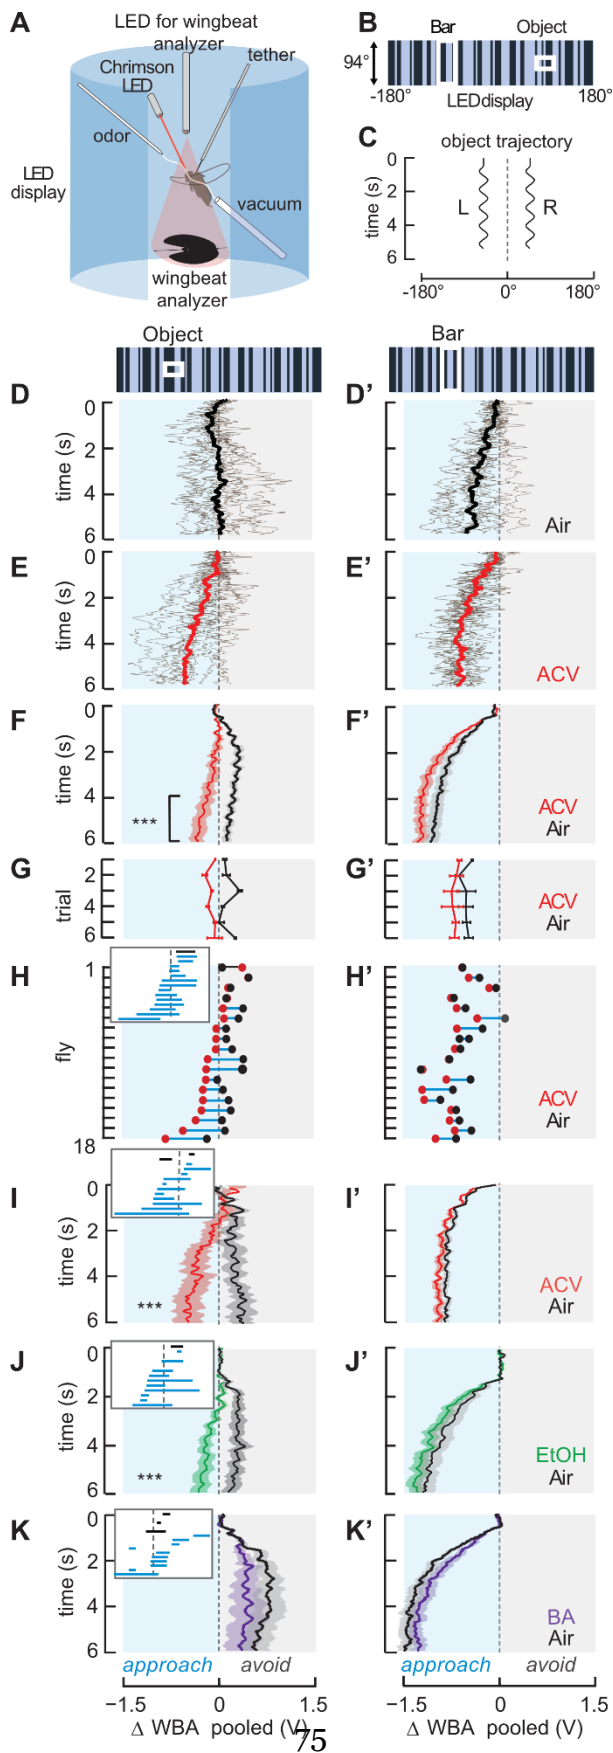 A
LED for wingbeat
analyzer
Chrimson
LED
tether
odor
LED
display
vacuum
wingbeat
analyzer
B
Bar
Object
94°
-180°
LED display
180°
C
object trajectory
time (s)
0
2
4
6
L
R
-180°
0°
180°
Object
Bar
D
time (s)
0
2
4
6
D'
Air
E
time (s)
0
2
4
6
E'
ACV
F
time (s)
0
2
4
6
***
F'
ACV
Air
G
trial
2
4
6
G'
ACV
Air
H
fly
1
18
H'
ACV
Air
I
time (s)
0
2
4
6
***
I'
ACV
Air
J
time (s)
0
2
4
6
***
J'
EtOH
Air
K
time (s)
0
2
4
6
K'
BA
Air
approach
avoid
approach
avoid
−1.5
0
1.5
−1.5
0
1.5
Δ WBA pooled (V)
Δ WBA pooled (V)
75